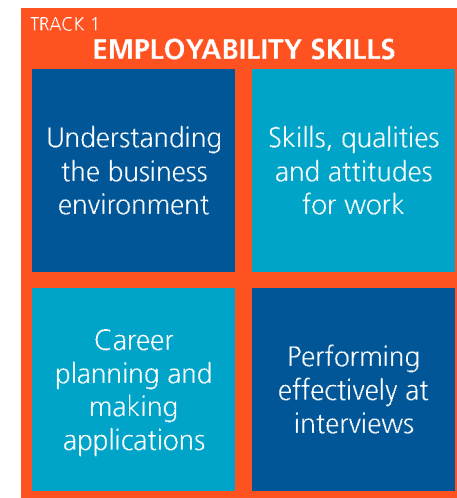 TRACK 1
EMPLOYABILITY SKILLS
Understanding
the business
environment
Skills, qualities
and attitudes
for work
Career
planning and
making
applications
Performing
effectively at
interviews